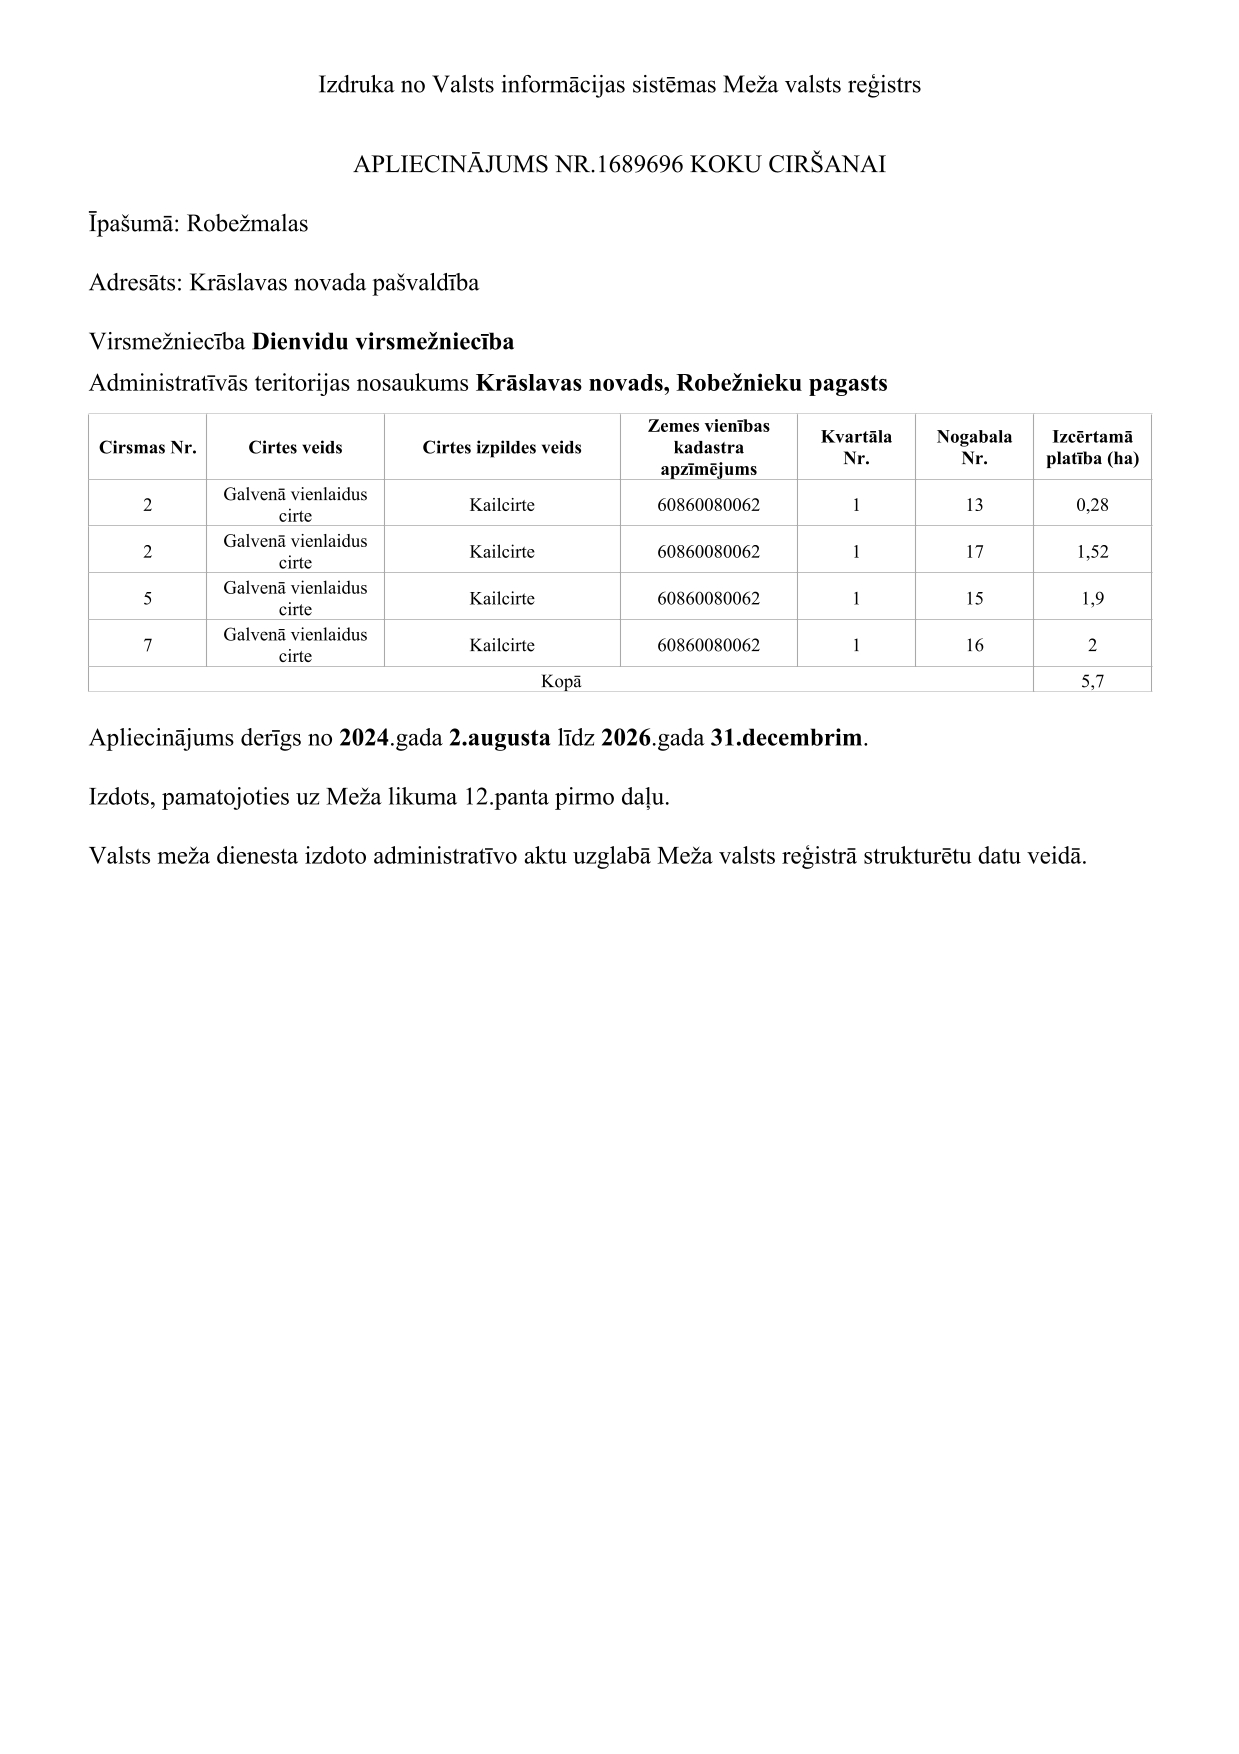 Izdruka no Valsts informācijas sistēmas Meža valsts reģistrs
APLIECINĀJUMS NR.1689696 KOKU CIRŠANAI
Īpašumā: Robežmalas
Adresāts: Krāslavas novada pašvaldība
Virsmežniecība Dienvidu virsmežniecība
Administratīvās teritorijas nosaukums Krāslavas novads, Robežnieku pagasts
Cirsmas Nr. Cirtes veids Cirtes izpildes veids Zemes vienības kadastra apzīmējums Kvartāla Nr. Nogabala Nr. Izcērtamā platība (ha)
2 Galvenā vienlaidus cirte Kailcirte 60860080062 1 13 0,28
2 Galvenā vienlaidus cirte Kailcirte 60860080062 1 17 1,52
5 Galvenā vienlaidus cirte Kailcirte 60860080062 1 15 1,9
7 Galvenā vienlaidus cirte Kailcirte 60860080062 1 16 2
Kopā 5,7
Apliecinājums derīgs no 2024.gada 2.augusta līdz 2026.gada 31.decembrim.
Izdots, pamatojoties uz Meža likuma 12.panta pirmo daļu.
Valsts meža dienesta izdoto administratīvo aktu uzglabā Meža valsts reģistrā strukturētu datu veidā.